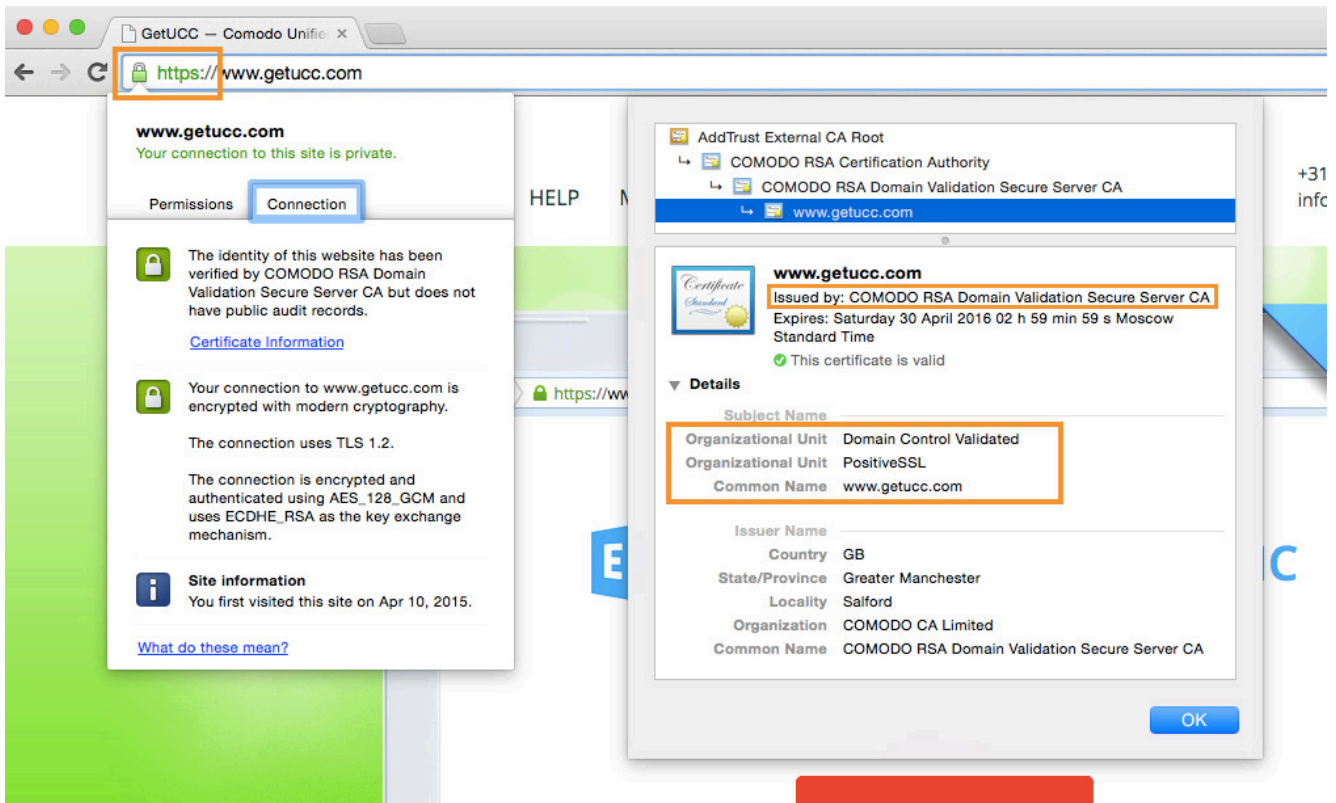 GetUCC — Comodo Unifie
https://www.getucc.com
www.getucc.com
Your connection to this site is private.
Permissions
Connection
The identity of this website has been
verified by COMODO RSA Domain
Validation Secure Server CA but does not
have public audit records.
Certificate Information
Your connection to www.getucc.com is
encrypted with modern cryptography.
The connection uses TLS 1.2.
The connection is encrypted and
authenticated using AES_128_GCM and
uses ECDHE_RSA as the key exchange
mechanism.
Site information
You first visited this site on Apr 10, 2015.
What do these mean?
HELP
https://ww
AddTrust External CA Root
COMODO RSA Certification Authority
COMODO RSA Domain Validation Secure Server CA
www.getucc.com
Certificate
Standard
www.getucc.com
Issued by: COMODO RSA Domain Validation Secure Server CA
Expires: Saturday 30 April 2016 02 h 59 min 59 s Moscow
Standard Time
This certificate is valid
Details
Subject Name
Organizational Unit Domain Control Validated
Organizational Unit PositiveSSL
Common Name www.getucc.com
Issuer Name
Country GB
State/Province Greater Manchester
Locality Salford
Organization COMODO CA Limited
Common Name COMODO RSA Domain Validation Secure Server CA
OK
+31
info
E
IC